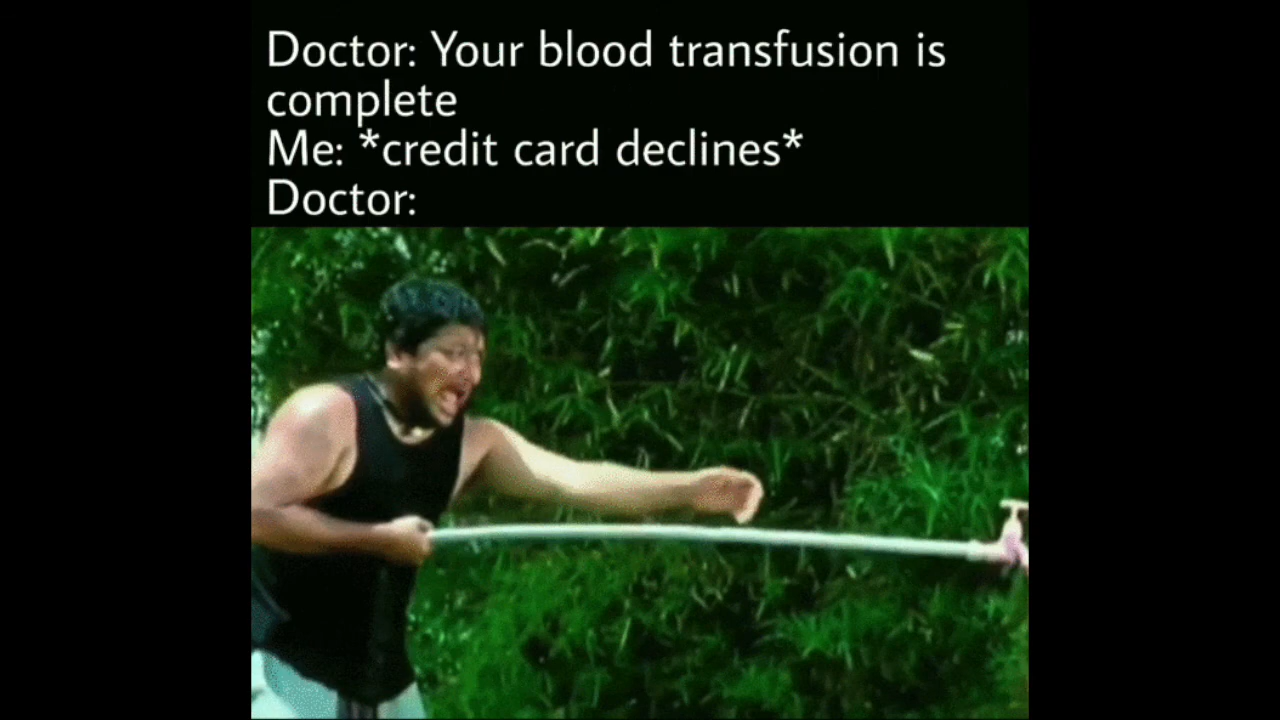 Doctor: Your blood transfusion is
complete
Me: *credit card declines*
Doctor: